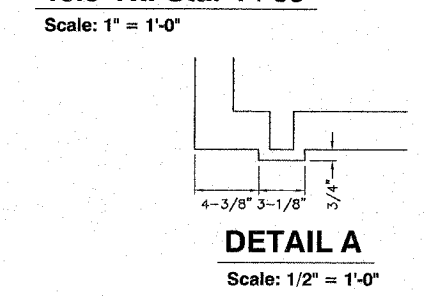 Scale: 1" = 1'-0"
4-3/8" 3-1/8"
3/4"
DETAIL A
Scale: 1/2" = 1'-0"